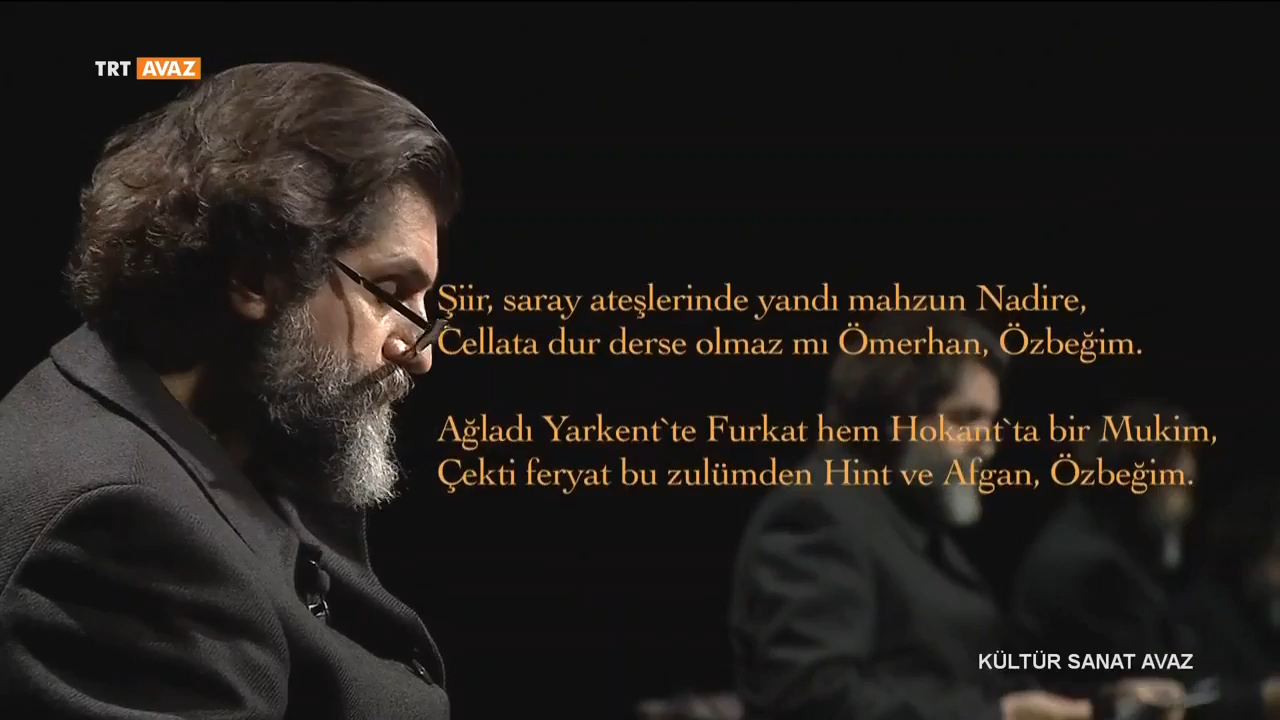 TRT AVAZ
Şiir, saray ateşlerinde yandı mahzun Nadire,
Cellata dur derse olmaz mı Ömerhan, Özbeğim.
Ağladı Yarkent`te Furkat hem Hokant`ta bir Mukim,
Çekti feryat bu zulümden Hint ve Afgan, Özbeğim.
KÜLTÜR SANAT AVAZ